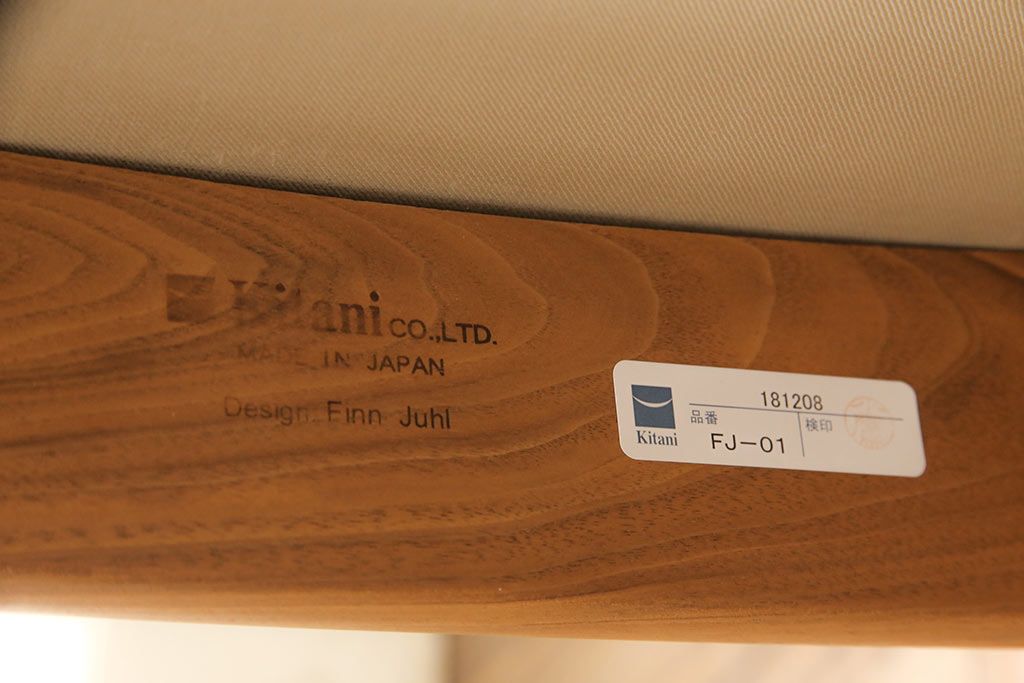 Kitani CO.,LTD.
MADE IN JAPAN
Design: Finn Juhl
181208
品番
検印
Kitani
FJ-01